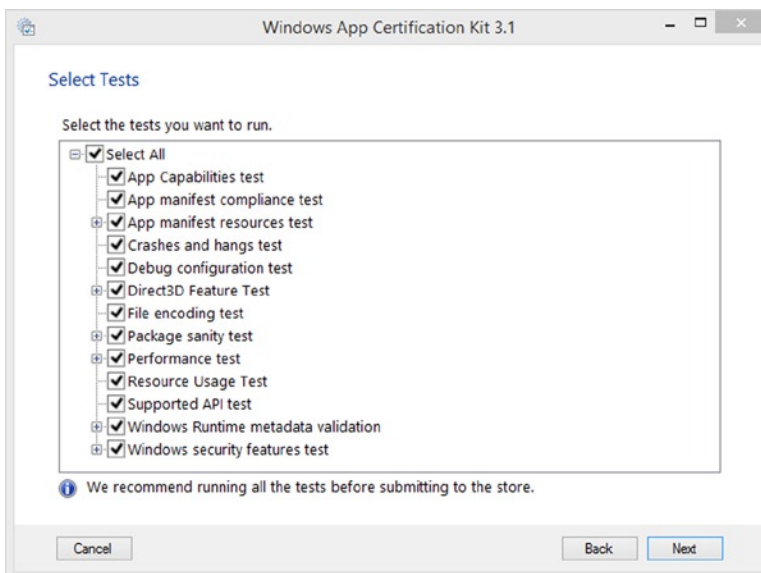 Windows App Certification Kit 3.1
Select Tests
Select the tests you want to run.
Select All
App Capabilities test
App manifest compliance test
App manifest resources test
Crashes and hangs test
Debug configuration test
Direct3D Feature Test
File encoding test
Package sanity test
Performance test
Resource Usage Test
Supported API test
Windows Runtime metadata validation
Windows security features test
We recommend running all the tests before submitting to the store.
Cancel Back Next